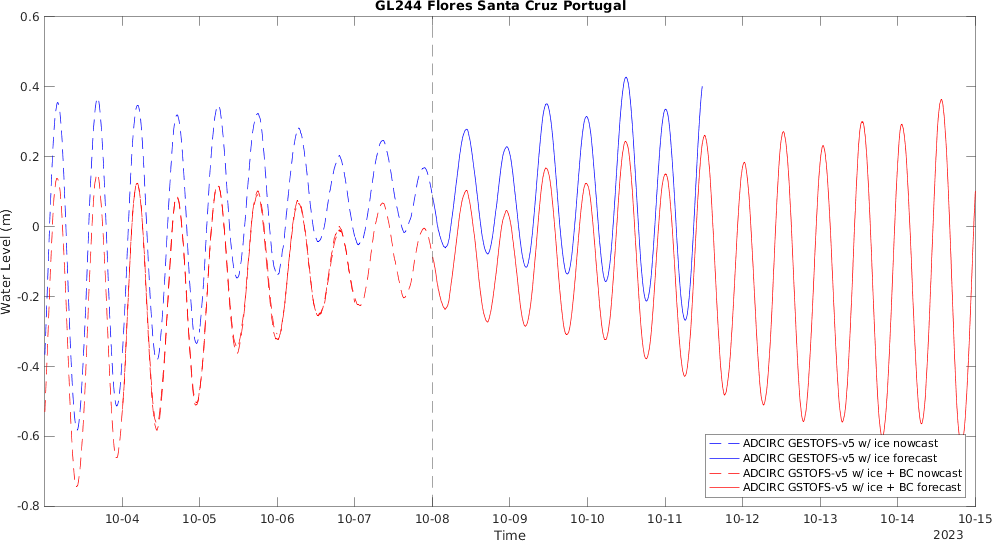 GL244 Flores Santa Cruz Portugal
0.6
0.4
0.2
0
-0.2
-0.4
-0.6
-0.8
Water Level (m)
10-04 10-05 10-06 10-07 10-08 10-09 10-10 10-11 10-12 10-13 10-14 10-15
Time
2023
ADCIRC GESTOFS-v5 w/ ice nowcast
ADCIRC GESTOFS-v5 w/ ice forecast
ADCIRC GSTOFS-v5 w/ ice + BC nowcast
ADCIRC GSTOFS-v5 w/ ice + BC forecast